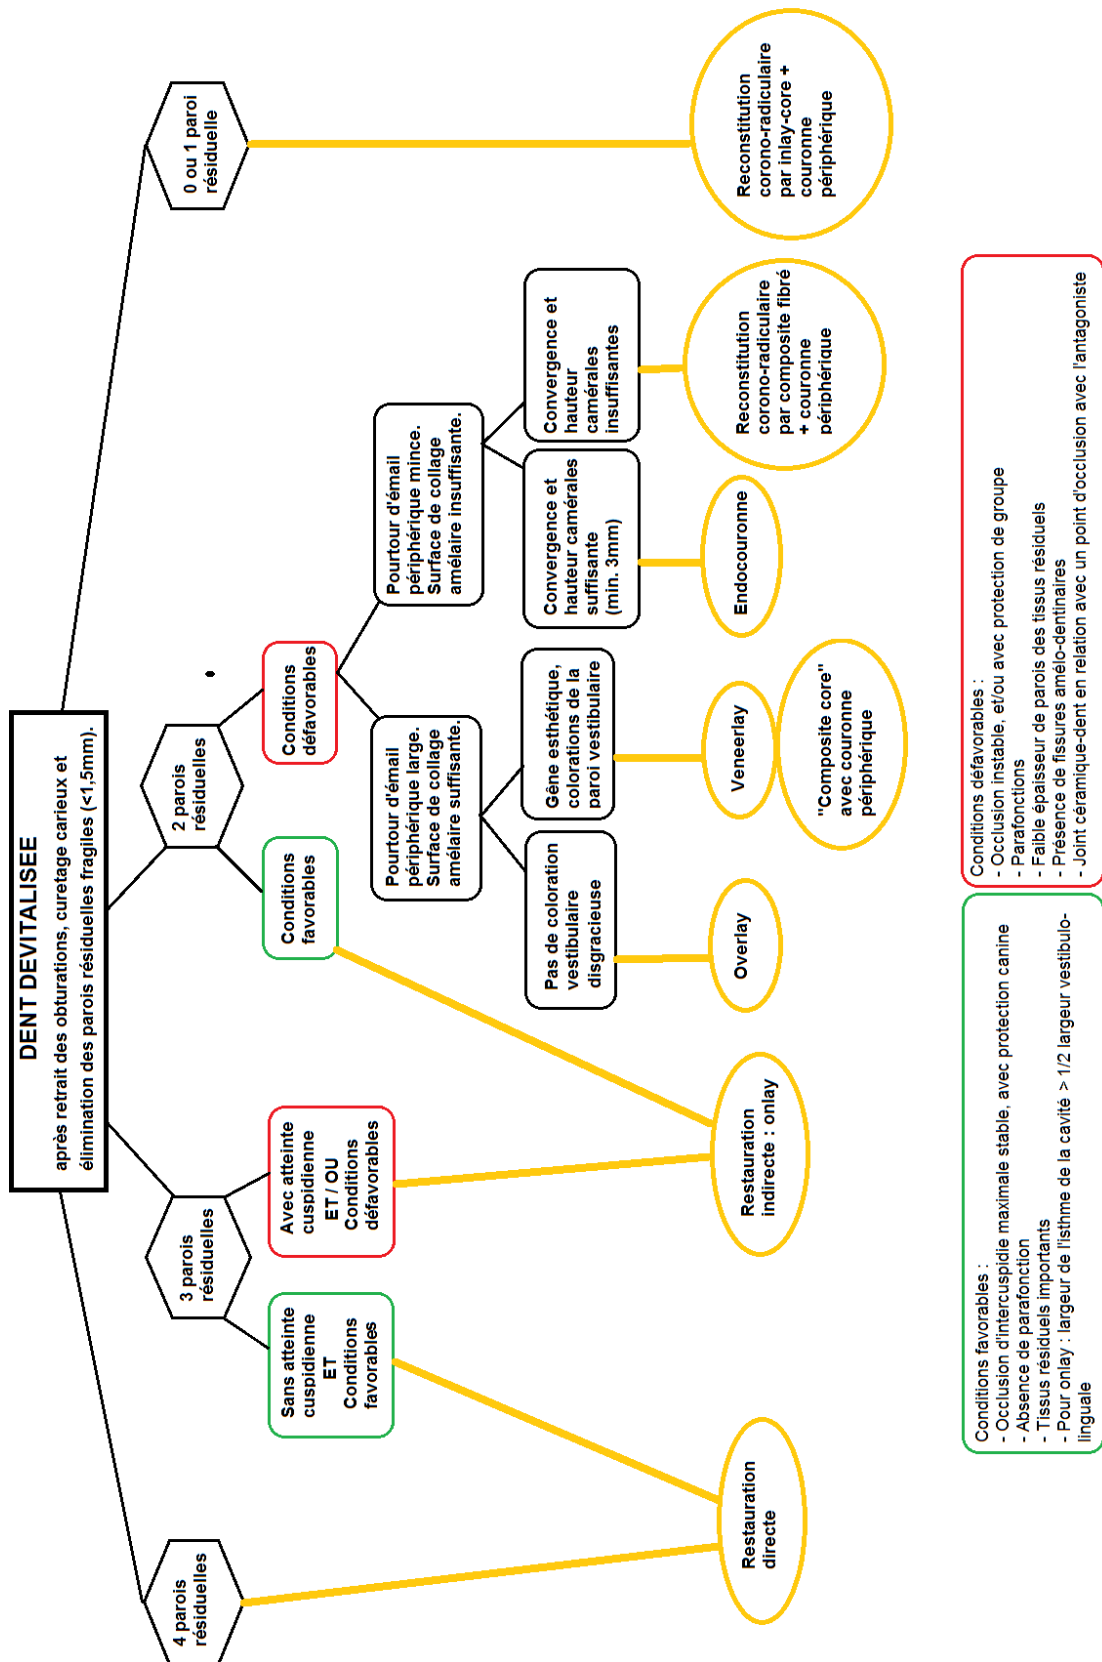 DENT DEVITALISEE
après retrait des obturations, curetage carieux et
élimination des parois résiduelles fragiles (<1,5mm).
4 parois
résiduelles
3 parois
résiduelles
2 parois
résiduelles
0 ou 1 paroi
résiduelle
Sans atteinte
cuspidienne
ET
Conditions
favorables
Avec atteinte
cuspidienne
ET / OU
Conditions
défavorables
Conditions
favorables
Conditions
défavorables
Pourtour d'émail
périphérique large.
Surface de collage
amélaire suffisante.
Pourtour d'émail
périphérique mince.
Surface de collage
amélaire insuffisante.
Pas de coloration
vestibulaire
disgracieuse
Gêne esthétique,
colorations de la
paroi vestibulaire
Convergence et
hauteur camérales
suffisante
(min. 3mm)
Convergence et
hauteur
camérales
insuffisantes
Restauration
directe
Restauration
indirecte : onlay
Overlay
Veneerlay
"Composite core"
avec couronne
périphérique
Endocouronne
Reconstitution
corono-radiculaire
par composite fibré
+ couronne
périphérique
Reconstitution
corono-radiculaire
par inlay-core +
couronne
périphérique
Conditions favorables :
- Occlusion d'intercuspidie maximale stable, avec protection canine
- Absence de parafonction
- Tissus résiduels importants
- Pour onlay : largeur de l'isthme de la cavité > 1/2 largeur vestibulo-
linguale
Conditions défavorables :
- Occlusion instable, et/ou avec protection de groupe
- Parafonctions
- Faible épaisseur de parois des tissus résiduels
- Présence de fissures amélo-dentinaires
- Joint céramique-dent en relation avec un point d'occlusion avec l'antagoniste